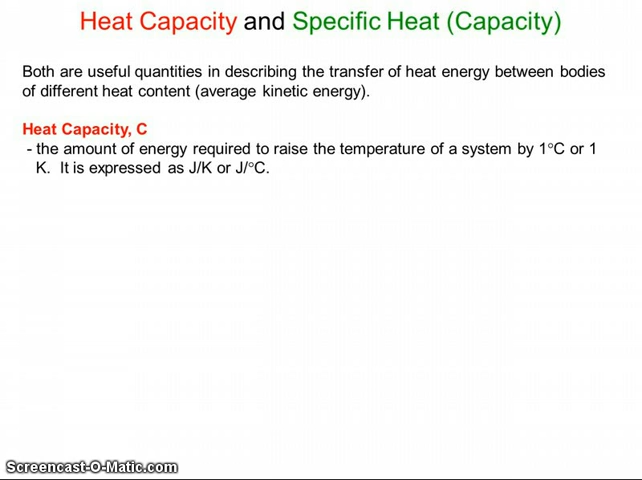 Heat Capacity and Specific Heat (Capacity)
Both are useful quantities in describing the transfer of heat energy between bodies
of different heat content (average kinetic energy).
Heat Capacity, C
- the amount of energy required to raise the temperature of a system by 1°C or 1
K. It is expressed as J/K or J/°C.
Screencast-O-Matic.com